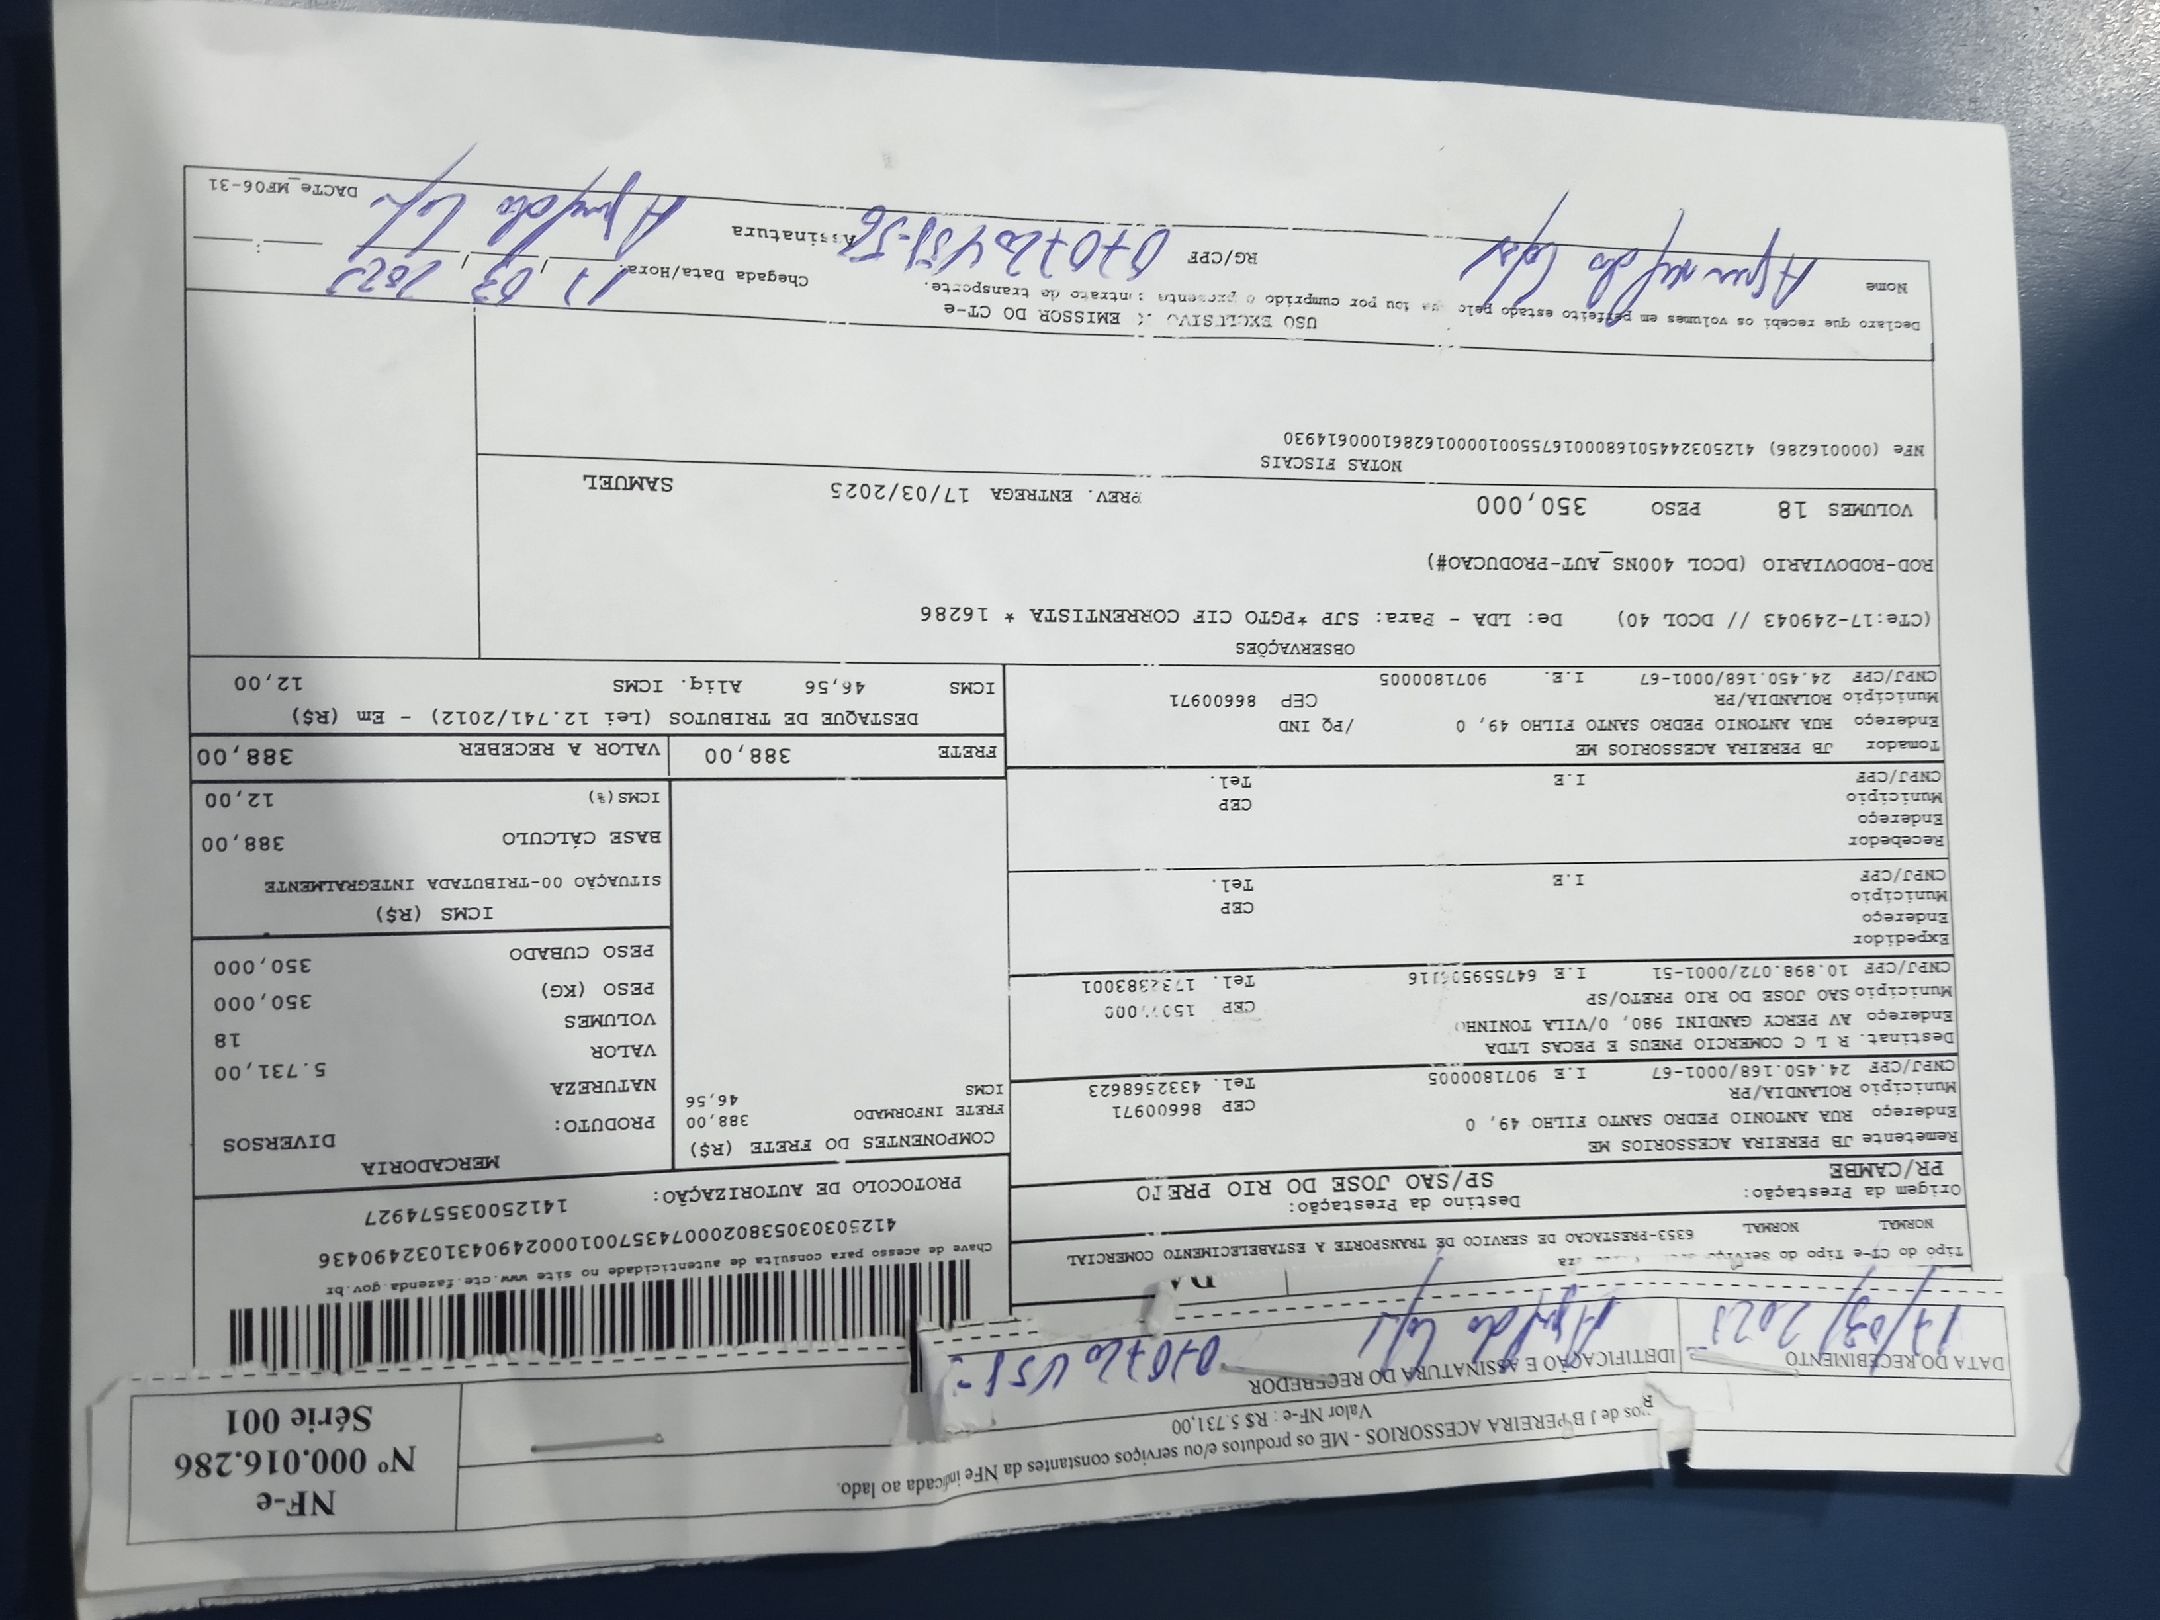 vos de J B PEREIRA ACESSORIOS - ME os produtos e/ou serviços constantes da NFe indicada ao lado.
Valor NF-e : R$ 5.731,00
NF-e
Nº 000.016.286
Série 001
DATA DO RECEBIMENTO
17/03/2025
IDENTIFICAÇÃO E ASSINATURA DO RECEBEDOR
Tipo do CT-e Tipo do Serviço
NORMAL NORMAL 6353-PRESTACAO DE SERVICO DE TRANSPORTE A ESTABELECIMENTO COMERCIAL
Origem da Prestação:
PR/CAMBE
Destino da Prestação:
SP/SAO JOSE DO RIO PRETO
Chave de acesso para consulta de autenticidade no site www.cte.fazenda.gov.br
41250303053802000743570010002490431032490436
PROTOCOLO DE AUTORIZAÇÃO: 141250035574927
Remetente JB PEREIRA ACESSORIOS ME
Endereço RUA ANTONIO PEDRO SANTO FILHO 49, 0
Município ROLANDIA/PR CEP 86600971
CNPJ/CPF 24.450.168/0001-67 I.E 9071800005 Tel. 4332568623
Destinat. R L C COMERCIO PNEUS E PECAS LTDA
Endereço AV PERCY GANDINI 980, 0/VILA TONINHO
Município SAO JOSE DO RIO PRETO/SP CEP
CNPJ/CPF 10.898.072/0001-51 I.E Tel.
Expedidor
Endereço
Município CEP
CNPJ/CPF I.E Tel.
Recebedor
Endereço
Município CEP
CNPJ/CPF I.E Tel.
Tomador JB PEREIRA ACESSORIOS ME
Endereço RUA ANTONIO PEDRO SANTO FILHO 49, 0 /PQ IND
Município ROLANDIA/PR CEP 86600971
CNPJ/CPF 24.450.168/0001-67 I.E. 9071800005
COMPONENTES DO FRETE (R$)
FRETE INFORMADO 388,00
ICMS 46,56
MERCADORIA
PRODUTO: DIVERSOS
NATUREZA
VALOR 5.731,00
VOLUMES 18
PESO (KG) 350,000
PESO CUBADO 350,000
ICMS (R$)
SITUAÇÃO 00-TRIBUTADA INTEGRALMENTE
BASE CÁLCULO 388,00
ICMS(%) 12,00
FRETE 388,00 VALOR A RECEBER 388,00
DESTAQUE DE TRIBUTOS (Lei 12.741/2012) - Em (R$)
ICMS 46,56 Aliq. ICMS 12,00
OBSERVAÇÕES
(CTe:17-249043 // DCOL 40) De: LDA - Para: SJP *PGTO CIF CORRENTISTA * 16286
ROD-RODOVIARIO (DCOL 400NS_AUT-PRODUCAO#)
VOLUMES 18 PESO 350,000 PREV. ENTREGA 17/03/2025 SAMUEL
NOTAS FISCAIS
NFe (000016286) 41250324450168000167550010000162861000614930
USO EXCLUSIVO EMISSOR DO CT-e
Declaro que recebi os volumes em perfeito estado pelo que dou por cumprido o presente contrato de transporte.
Nome
RG/CPF
Assinatura
Chegada Data/Hora: 17/03/2025
DACTe_MF06-31